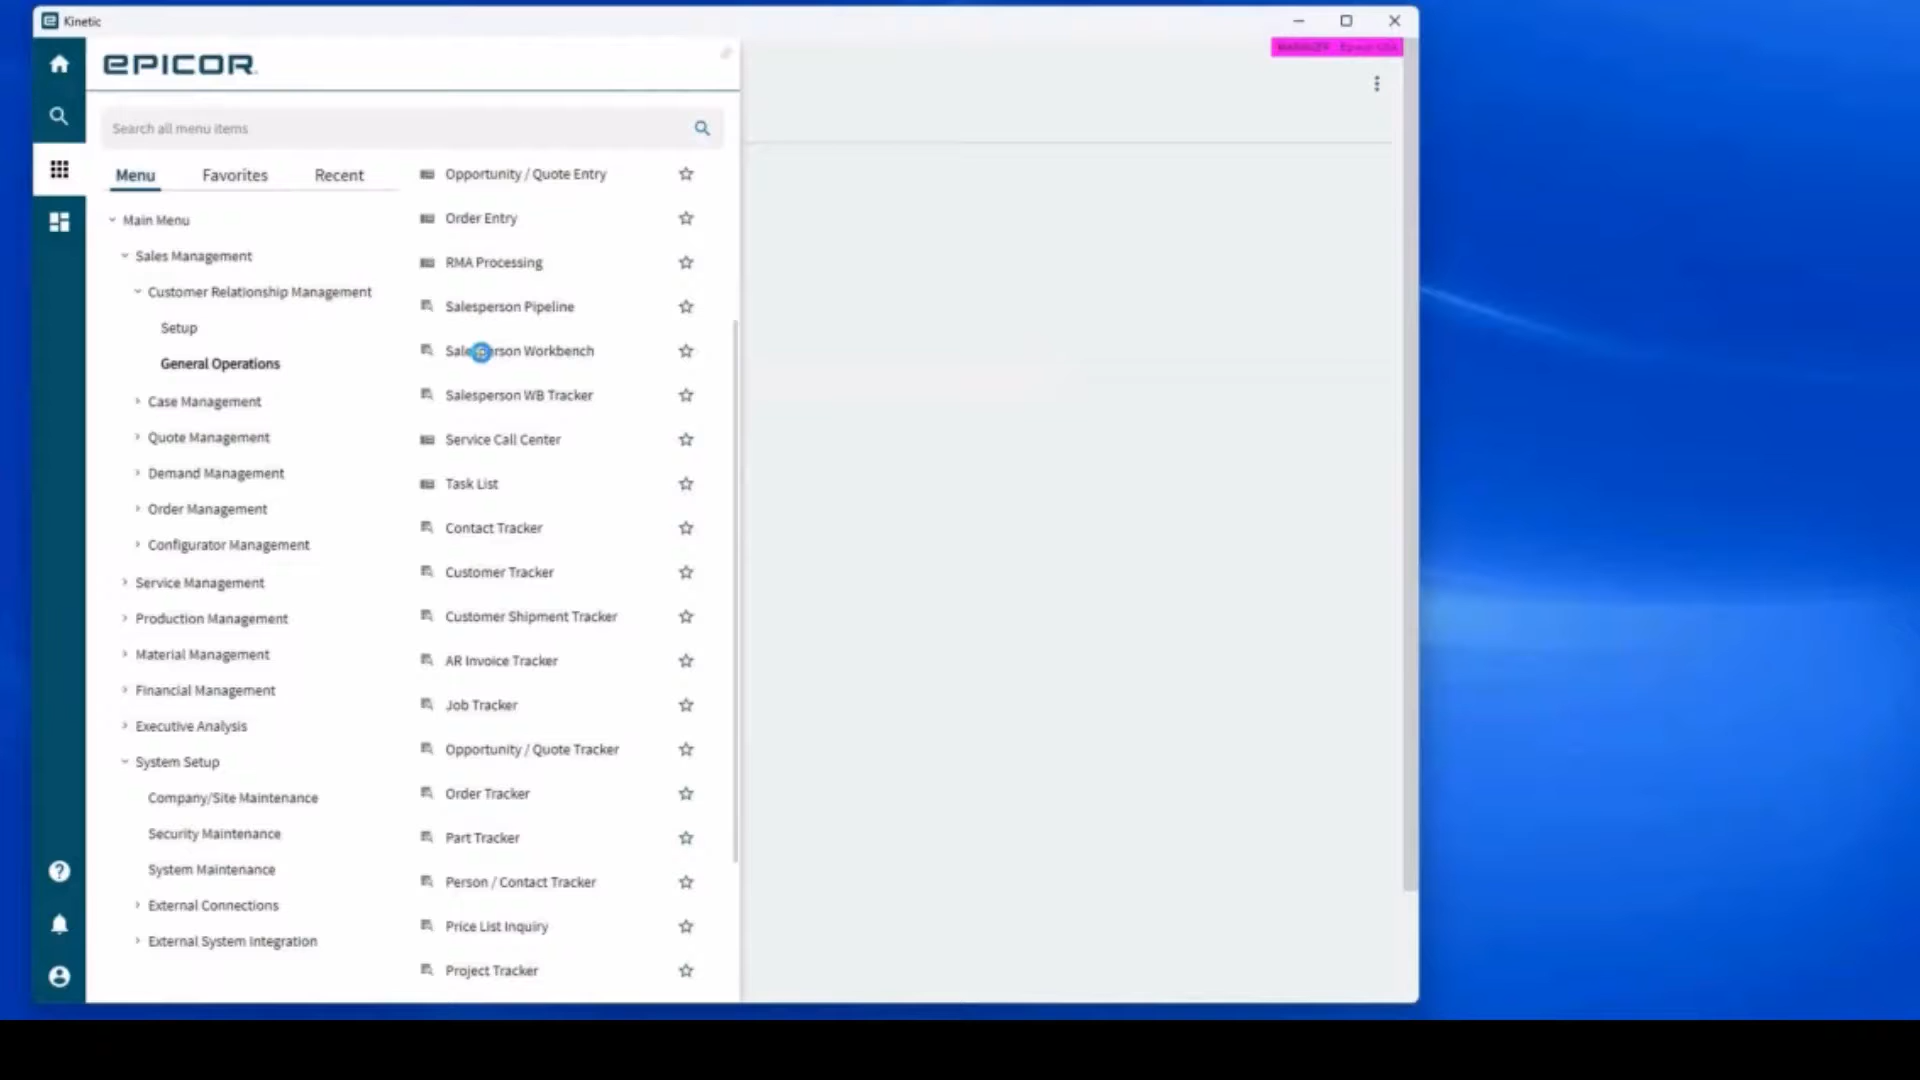 Kinetic
EPICOR
Search all menu items
Menu
Favorites
Recent
Main Menu
Sales Management
Customer Relationship Management
Setup
General Operations
Case Management
Quote Management
Demand Management
Order Management
Configurator Management
Service Management
Production Management
Material Management
Financial Management
Executive Analysis
System Setup
Company/Site Maintenance
Security Maintenance
System Maintenance
External Connections
External System Integration
Opportunity / Quote Entry
Order Entry
RMA Processing
Salesperson Pipeline
Salesperson Workbench
Salesperson WB Tracker
Service Call Center
Task List
Contact Tracker
Customer Tracker
Customer Shipment Tracker
AR Invoice Tracker
Job Tracker
Opportunity / Quote Tracker
Order Tracker
Part Tracker
Person / Contact Tracker
Price List Inquiry
Project Tracker